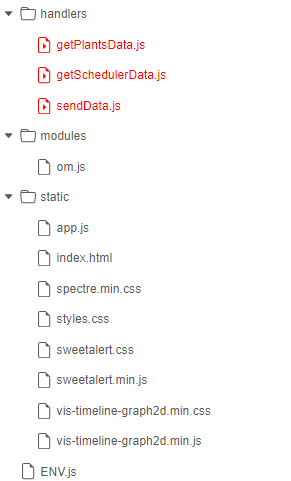 handlers
getPlantsData.js
getSchedulerData.js
sendData.js
modules
om.js
static
app.js
index.html
spectre.min.css
styles.css
sweetalert.css
sweetalert.min.js
vis-timeline-graph2d.min.css
vis-timeline-graph2d.min.js
ENV.js